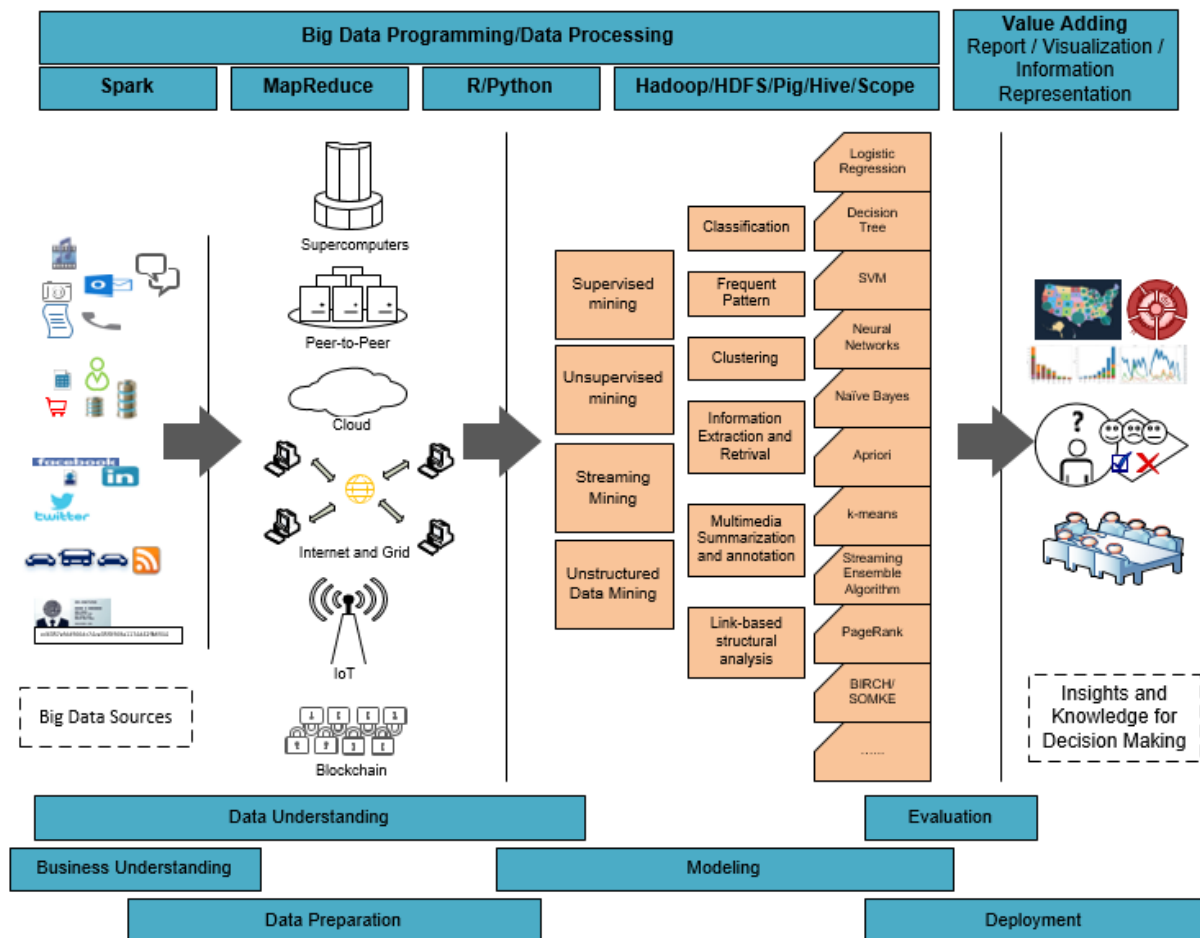 Big Data Programming/Data Processing
Spark
MapReduce
R/Python
Hadoop/HDFS/Pig/Hive/Scope
Value Adding
Report / Visualization /
Information
Representation
Supercomputers
Peer-to-Peer
Cloud
Internet and Grid
IoT
Blockchain
facebook
in
twitter
Big Data Sources
Supervised
mining
Unsupervised
mining
Streaming
Mining
Unstructured
Data Mining
Classification
Frequent
Pattern
Clustering
Information
Extraction and
Retrival
Multimedia
Summarization
and annotation
Link-based
structural
analysis
Logistic
Regression
Decision
Tree
SVM
Neural
Networks
Naïve Bayes
Apriori
k-means
Streaming
Ensemble
Algorithm
PageRank
BIRCH/
SOMKE
......
?
Insights and
Knowledge for
Decision Making
Data Understanding
Evaluation
Business Understanding
Modeling
Data Preparation
Deployment